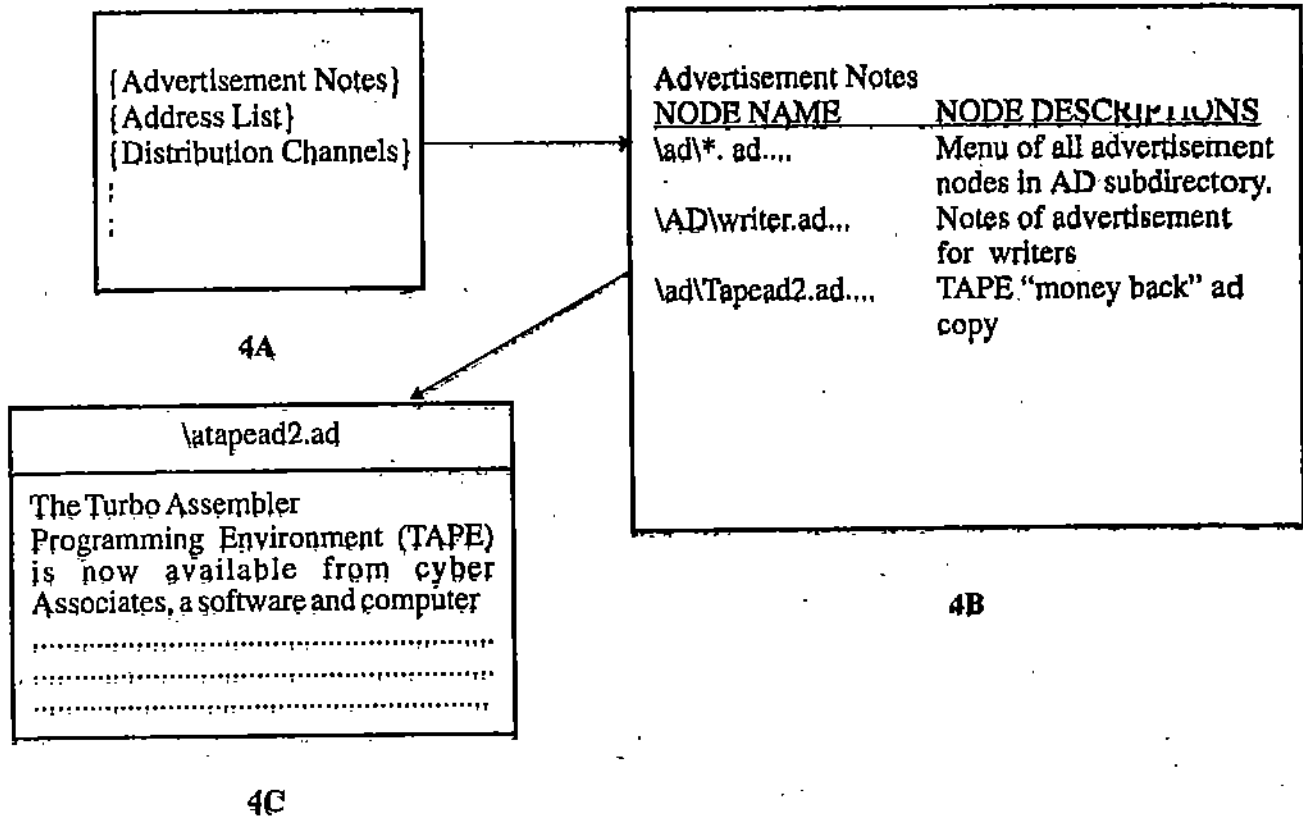 {Advertisement Notes}
{Address List}
{Distribution Channels}
:
:
4A
Advertisement Notes
NODE NAME NODE DESCRIPTIONS
\ad\*. ad.... Menu of all advertisement
nodes in AD subdirectory.
\AD\writer.ad... Notes of advertisement
for writers
\ad\Tapead2.ad.... TAPE "money back" ad
copy
4B
\atapead2.ad
The Turbo Assembler
Programming Environment (TAPE)
is now available from cyber
Associates, a software and computer
4C